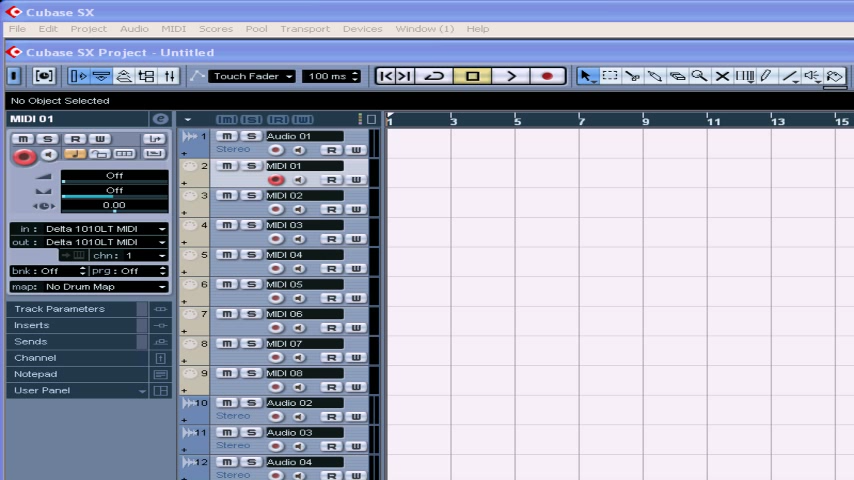 Cubase SX
File Edit Project Audio MIDI Scores Pool Transport Devices Window (1) Help
Cubase SX Project - Untitled
Touch Fader 100 ms
No Object Selected
MIDI 01
m S R W
Off
Off
0.00
in : Delta 1010LT MIDI
out : Delta 1010LT MIDI
chn: 1
bnk: Off prg: Off
map: No Drum Map
Track Parameters
Inserts
Sends
Channel
Notepad
User Panel
(m) (S) (R) (W)
1 m S Audio 01
Stereo R W
2 m S MIDI 01
R W
3 m S MIDI 02
R W
4 m S MIDI 03
R W
5 m S MIDI 04
R W
6 m S MIDI 05
R W
7 m S MIDI 06
R W
8 m S MIDI 07
R W
9 m S MIDI 08
R W
10 m S Audio 02
Stereo R W
11 m S Audio 03
Stereo R W
12 m S Audio 04
Stereo R W
1 3 5 7 9 11 13 15